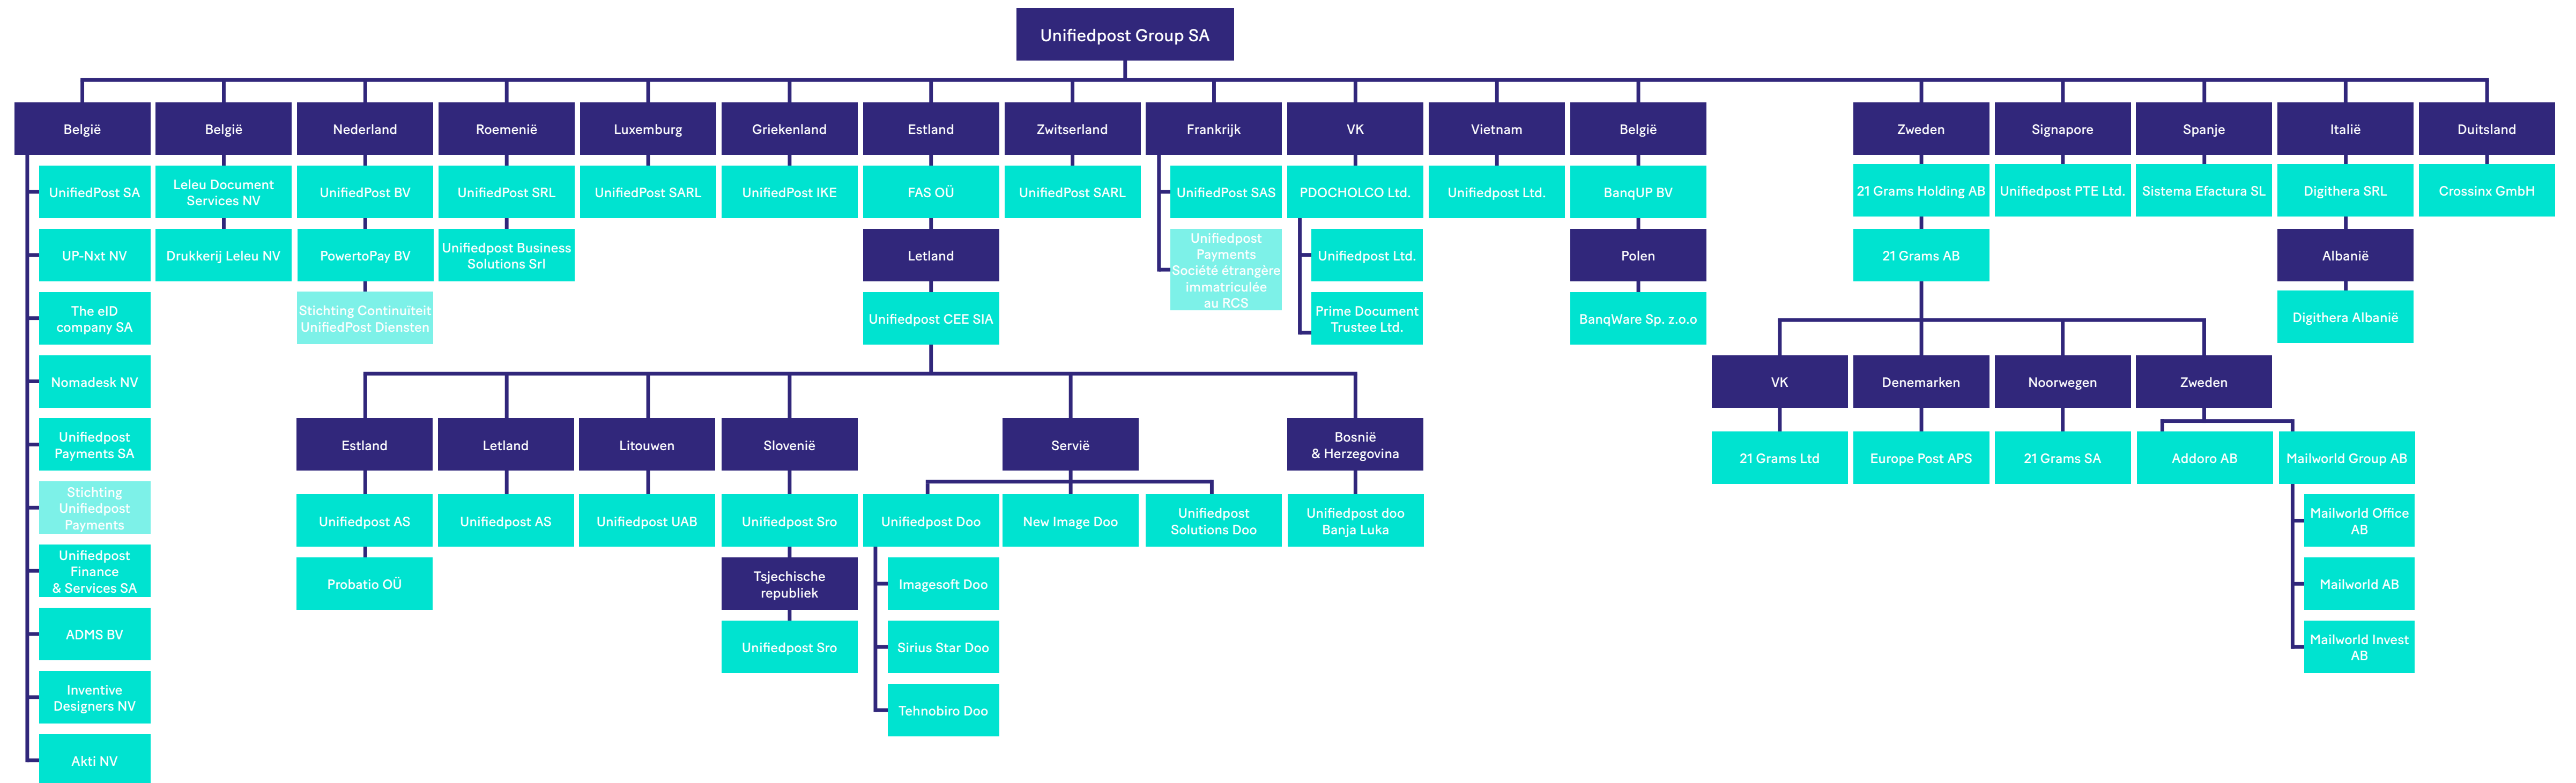 Unifiedpost Group SA
België
België
Nederland
Roemenië
Luxemburg
Griekenland
Estland
Zwitserland
Frankrijk
VK
Vietnam
België
Zweden
Signapore
Spanje
Italië
Duitsland
UnifiedPost SA
UP-Nxt NV
The eID
company SA
Nomadesk NV
Unifiedpost
Payments SA
Stichting
Unifiedpost
Payments
Unifiedpost
Finance
& Services SA
ADMS BV
Inventive
Designers NV
Akti NV
Leleu Document
Services NV
Drukkerij Leleu NV
UnifiedPost BV
PowertoPay BV
Stichting Continuïteit
UnifiedPost Diensten
UnifiedPost SRL
Unifiedpost Business
Solutions Srl
UnifiedPost SARL
UnifiedPost IKE
FAS OÜ
Letland
Unifiedpost CEE SIA
Estland
Unifiedpost AS
Probatio OÜ
Letland
Unifiedpost AS
Litouwen
Unifiedpost UAB
Slovenië
Unifiedpost Sro
Tsjechische
republiek
Unifiedpost Sro
Servië
Unifiedpost Doo
Imagesoft Doo
Sirius Star Doo
Tehnobiro Doo
New Image Doo
Unifiedpost
Solutions Doo
Bosnië
& Herzegovina
Unifiedpost doo
Banja Luka
UnifiedPost SARL
UnifiedPost SAS
Unifiedpost
Payments
Société étrangère
immatriculée
au RCS
PDOCHOLCO Ltd.
Unifiedpost Ltd.
Prime Document
Trustee Ltd.
Unifiedpost Ltd.
BanqUP BV
Polen
BanqWare Sp. z.o.o
21 Grams Holding AB
21 Grams AB
VK
21 Grams Ltd
Denemarken
Europe Post APS
Noorwegen
21 Grams SA
Zweden
Addoro AB
Mailworld Group AB
Mailworld Office
AB
Mailworld AB
Mailworld Invest
AB
Unifiedpost PTE Ltd.
Sistema Efactura SL
Digithera SRL
Albanië
Digithera Albanië
Crossinx GmbH